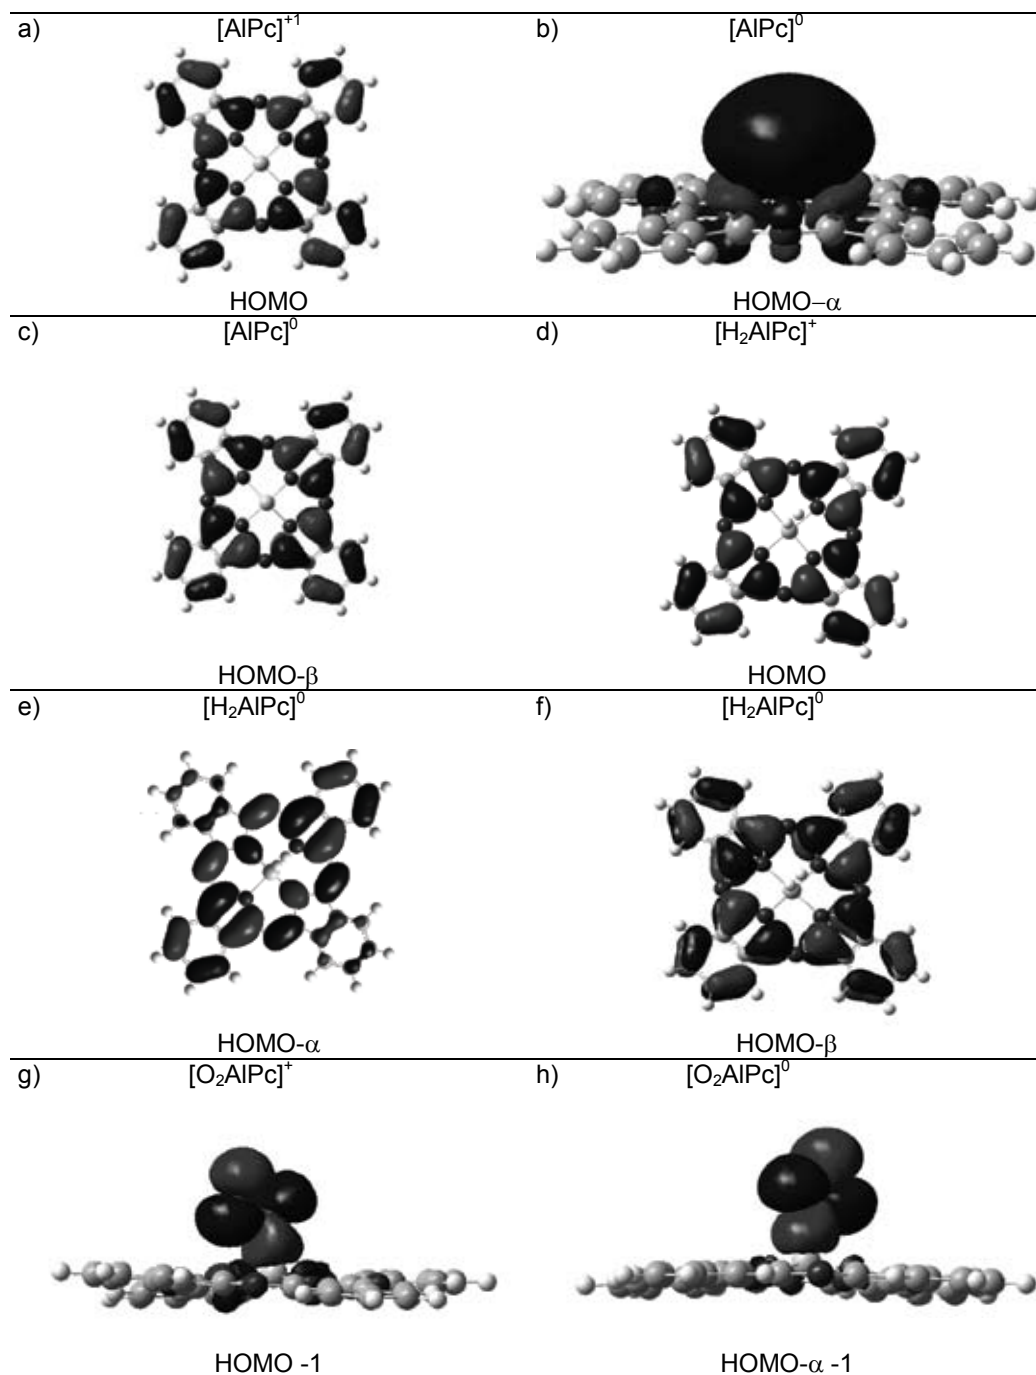 a) [AlPc]⁺¹
b) [AlPc]⁰
HOMO
HOMO−α
c) [AlPc]⁰
d) [H₂AlPc]⁺
HOMO-β
HOMO
e) [H₂AlPc]⁰
f) [H₂AlPc]⁰
HOMO-α
HOMO-β
g) [O₂AlPc]⁺
h) [O₂AlPc]⁰
HOMO -1
HOMO-α -1